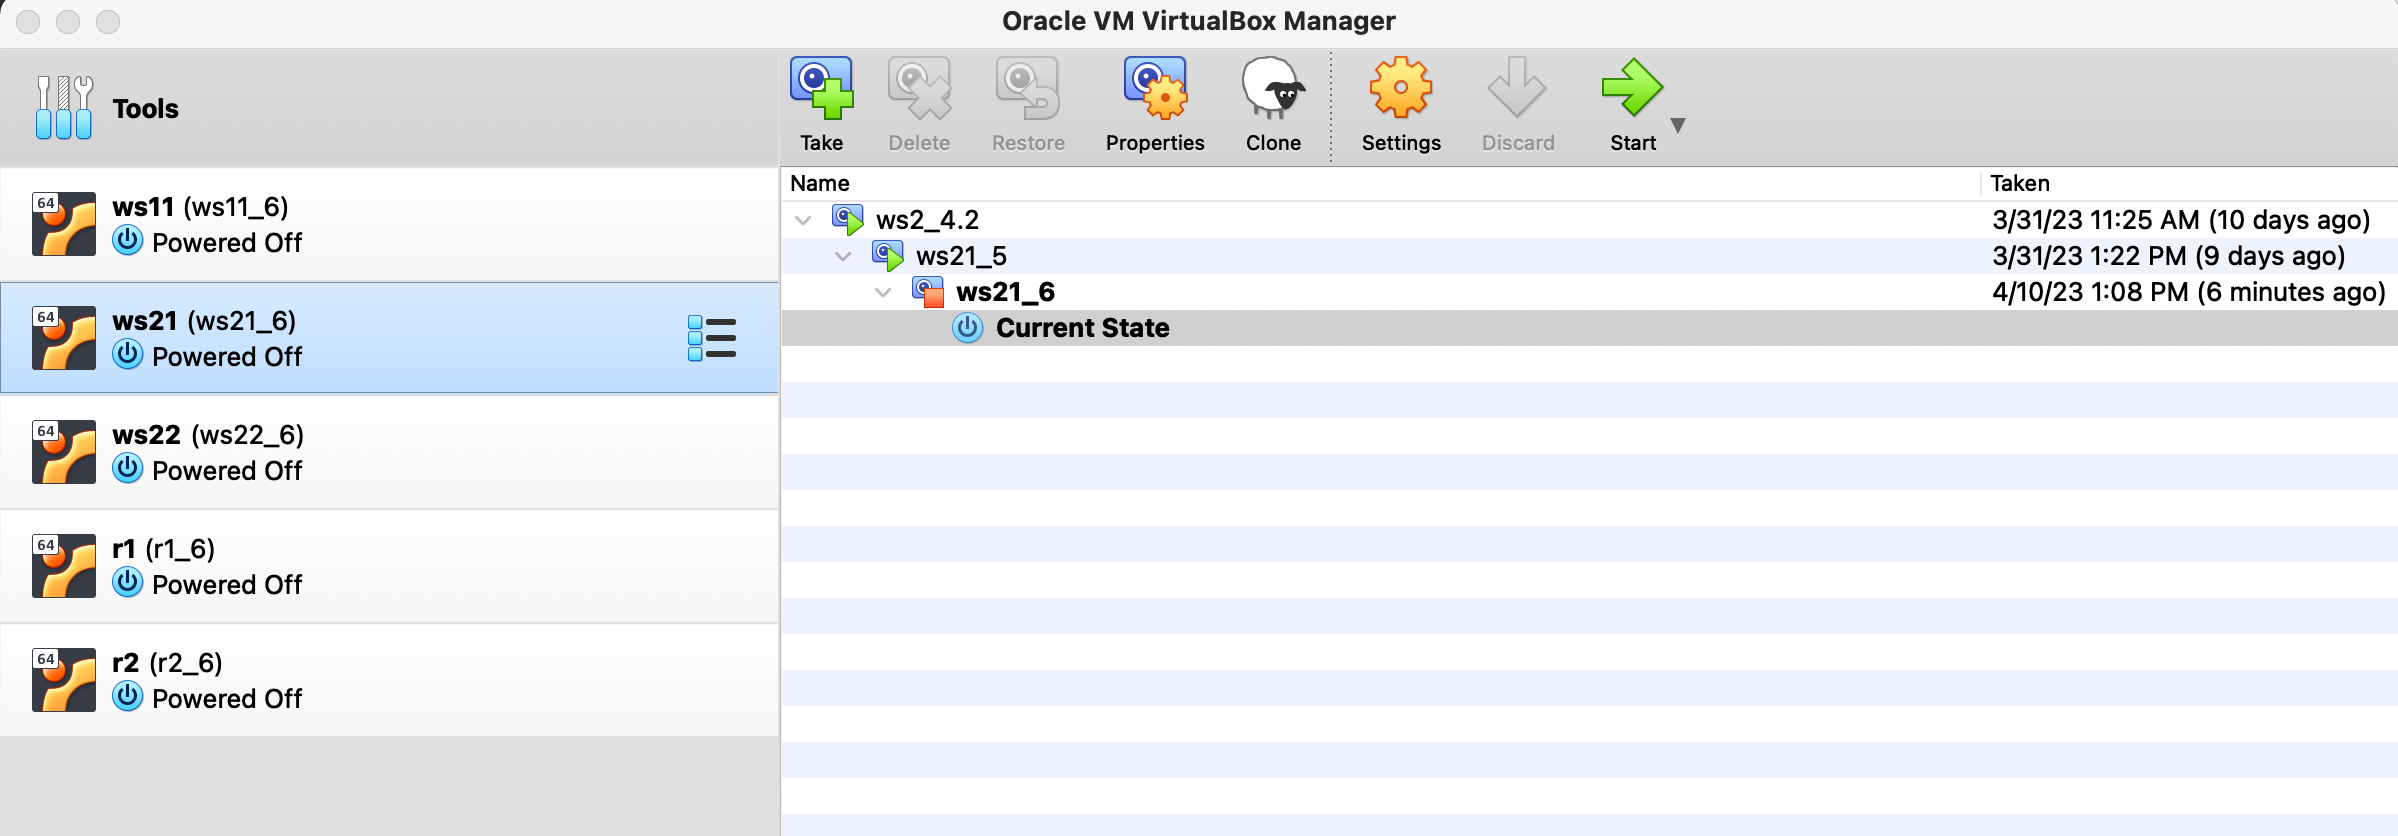 Oracle VM VirtualBox Manager
Tools
Take Delete Restore Properties Clone Settings Discard Start
64
ws11 (ws11_6)
Powered Off
64
ws21 (ws21_6)
Powered Off
64
ws22 (ws22_6)
Powered Off
64
r1 (r1_6)
Powered Off
64
r2 (r2_6)
Powered Off
Name Taken
ws2_4.2 3/31/23 11:25 AM (10 days ago)
ws21_5 3/31/23 1:22 PM (9 days ago)
ws21_6 4/10/23 1:08 PM (6 minutes ago)
Current State